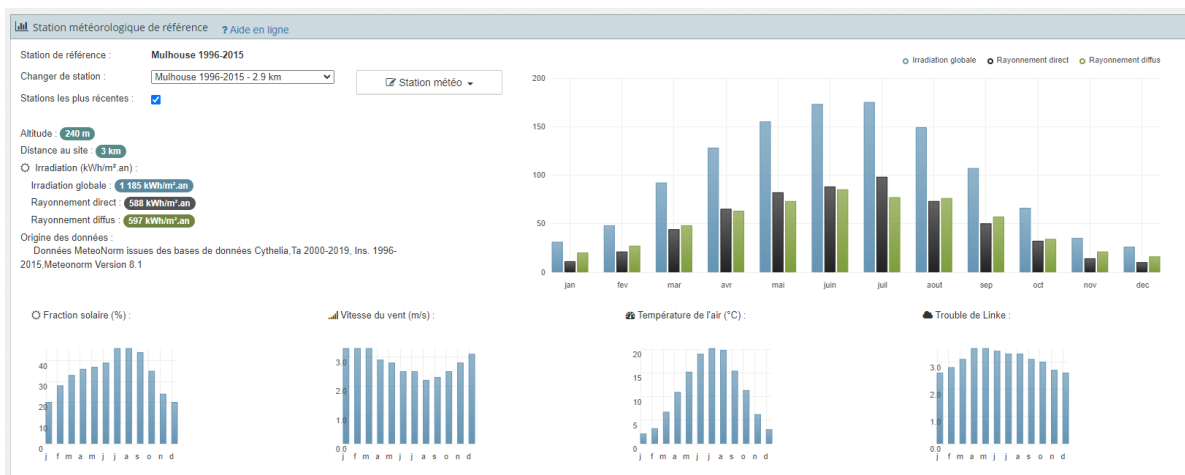 Station météorologique de référence ? Aide en ligne
Station de référence : Mulhouse 1996-2015
Changer de station : Mulhouse 1996-2015 - 2.9 km
Station météo
Stations les plus récentes :
Altitude : 240 m
Distance au site : 3 km
Irradiation (kWh/m².an) :
Irradiation globale : 1 185 kWh/m².an
Rayonnement direct : 588 kWh/m².an
Rayonnement diffus : 597 kWh/m².an
Origine des données :
Données MeteoNorm issues des bases de données Cythelia,Ta 2000-2019, Ins. 1996-
2015,Meteonorm Version 8.1
Irradiation globale Rayonnement direct Rayonnement diffus
200
150
100
50
0
jan fev mar avr mai juin juil aout sep oct nov dec
Fraction solaire (%) :
40
30
20
10
0
j f m a m j j a s o n d
Vitesse du vent (m/s) :
3.0
2.0
1.0
0.0
j f m a m j j a s o n d
Température de l'air (°C) :
20
15
10
5
0
j f m a m j j a s o n d
Trouble de Linke :
3.0
2.0
1.0
0.0
j f m a m j j a s o n d